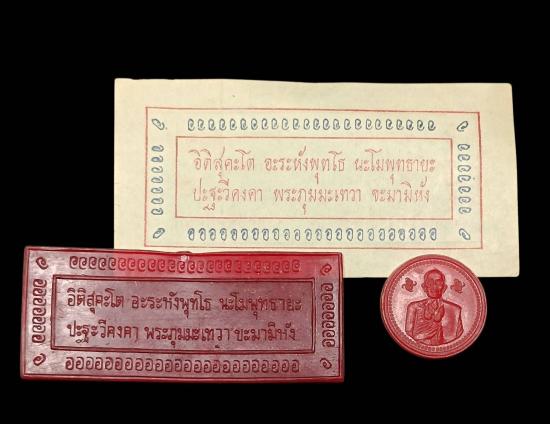 อิติสุคะโต อะระหังพุทโธ นะโมพุทธายะ
ปะฐะวีคงคา พระภุมมะเทวา ขะมามิหัง
อิติสุคะโต อะระหังพุทโธ นะโมพุทธายะ
ปะฐะวีคงคา พระภุมมะเทวา ขะมามิหัง